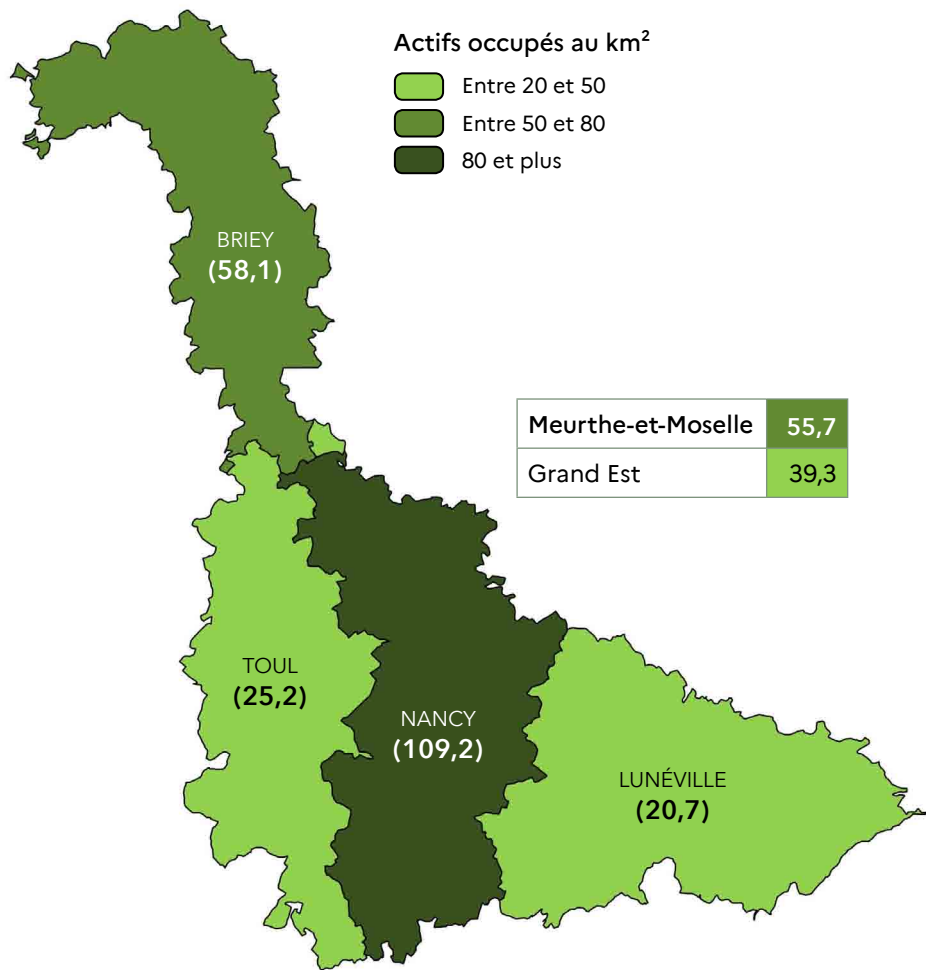 Actifs occupés au km²
Entre 20 et 50
Entre 50 et 80
80 et plus
BRIEY
(58,1)
Meurthe-et-Moselle 55,7
Grand Est 39,3
TOUL
(25,2)
NANCY
(109,2)
LUNÉVILLE
(20,7)